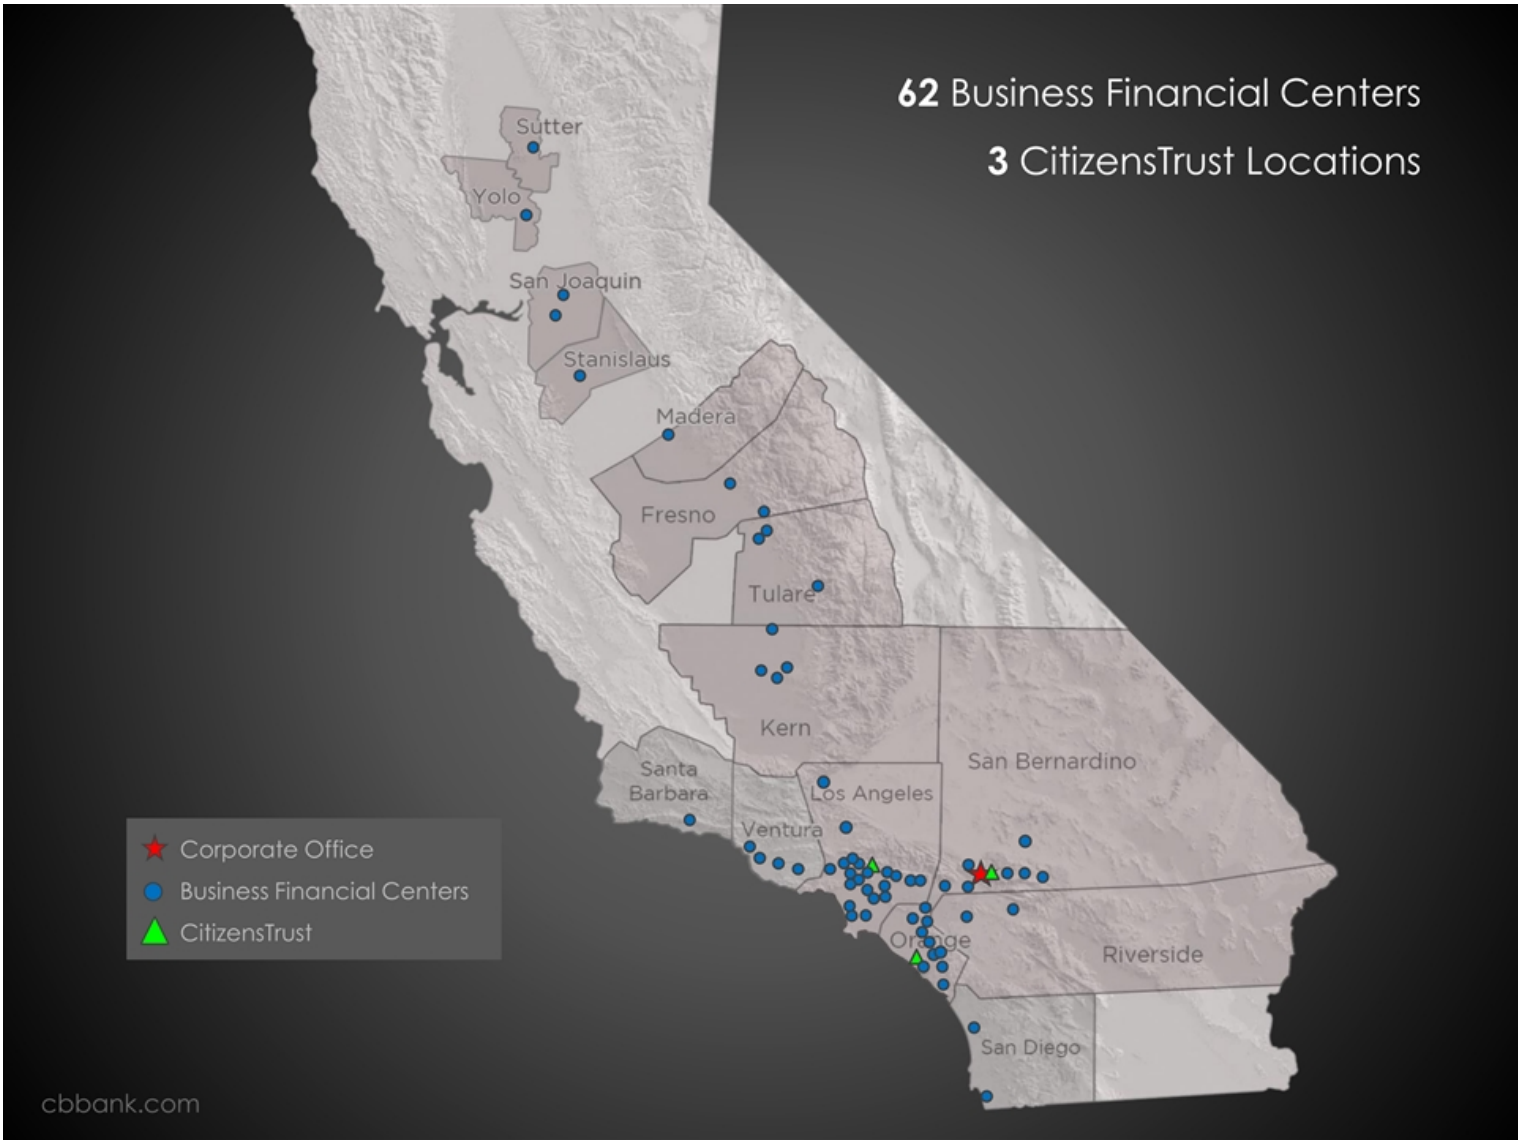 62 Business Financial Centers
3 CitizensTrust Locations
Sutter
Yolo
San Joaquin
Stanislaus
Madera
Fresno
Tulare
Kern
San Bernardino
Santa
Barbara
Los Angeles
Ventura
Orange
Riverside
San Diego
Corporate Office
Business Financial Centers
CitizensTrust
cbbank.com